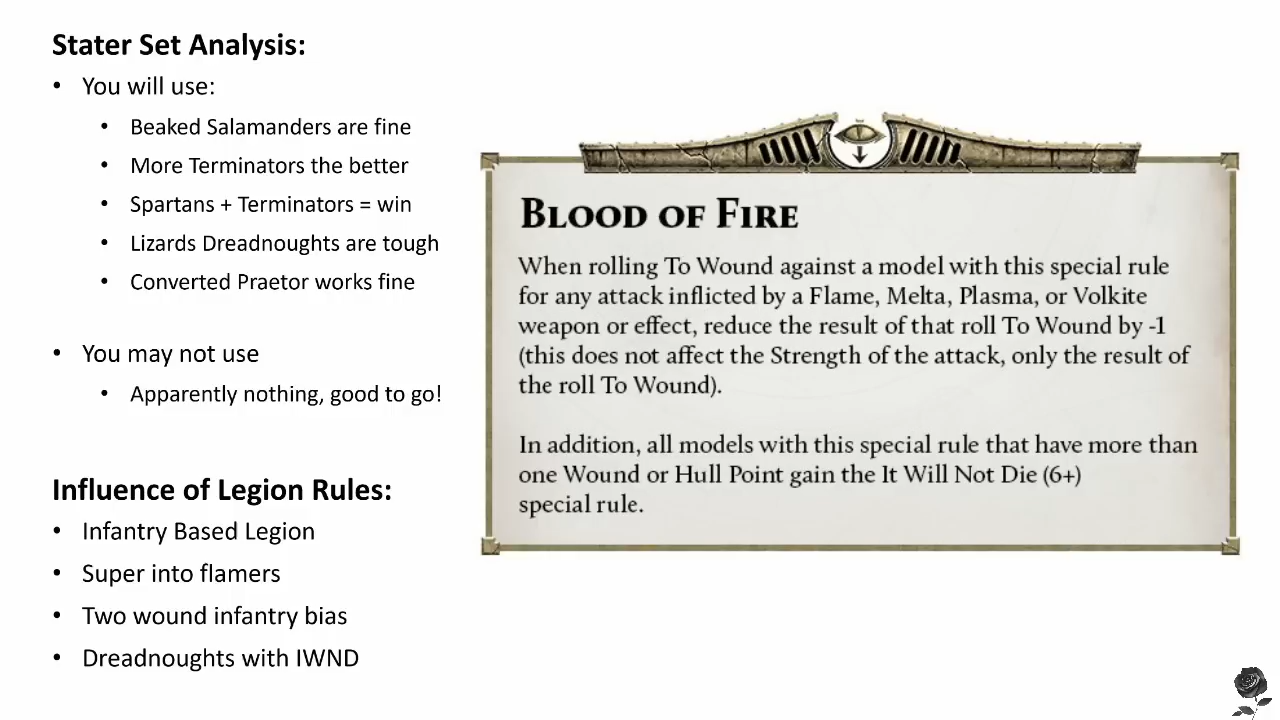 Stater Set Analysis:
• You will use:
• Beaked Salamanders are fine
• More Terminators the better
• Spartans + Terminators = win
• Lizards Dreadnoughts are tough
• Converted Praetor works fine
• You may not use
• Apparently nothing, good to go!
Influence of Legion Rules:
• Infantry Based Legion
• Super into flamers
• Two wound infantry bias
• Dreadnoughts with IWND
BLOOD OF FIRE
When rolling To Wound against a model with this special rule
for any attack inflicted by a Flame, Melta, Plasma, or Volkite
weapon or effect, reduce the result of that roll To Wound by -1
(this does not affect the Strength of the attack, only the result of
the roll To Wound).
In addition, all models with this special rule that have more than
one Wound or Hull Point gain the It Will Not Die (6+)
special rule.